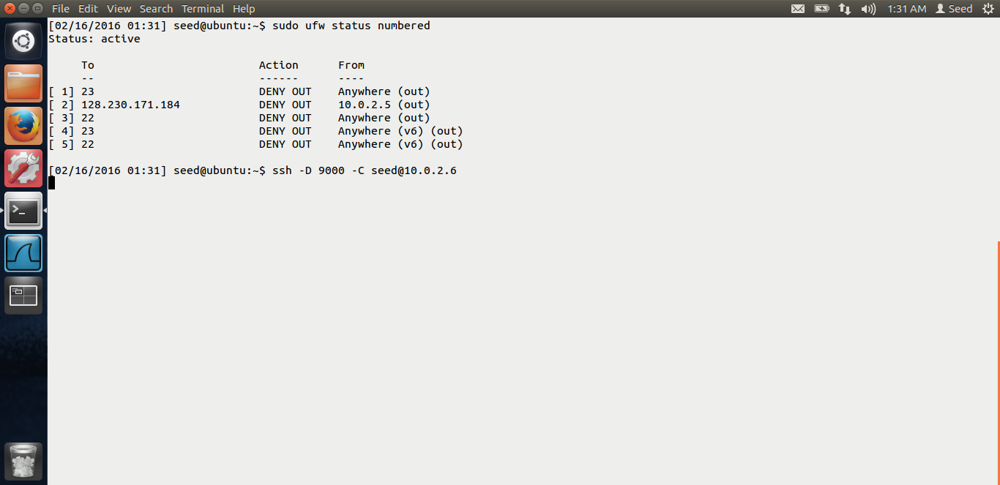 File Edit View Search Terminal Help 1:31 AM Seed
[02/16/2016 01:31] seed@ubuntu:~$ sudo ufw status numbered
Status: active
     To                         Action      From
     --                         ------      ----
[ 1] 23                         DENY OUT    Anywhere (out)
[ 2] 128.230.171.184            DENY OUT    10.0.2.5 (out)
[ 3] 22                         DENY OUT    Anywhere (out)
[ 4] 23                         DENY OUT    Anywhere (v6) (out)
[ 5] 22                         DENY OUT    Anywhere (v6) (out)
[02/16/2016 01:31] seed@ubuntu:~$ ssh -D 9000 -C seed@10.0.2.6